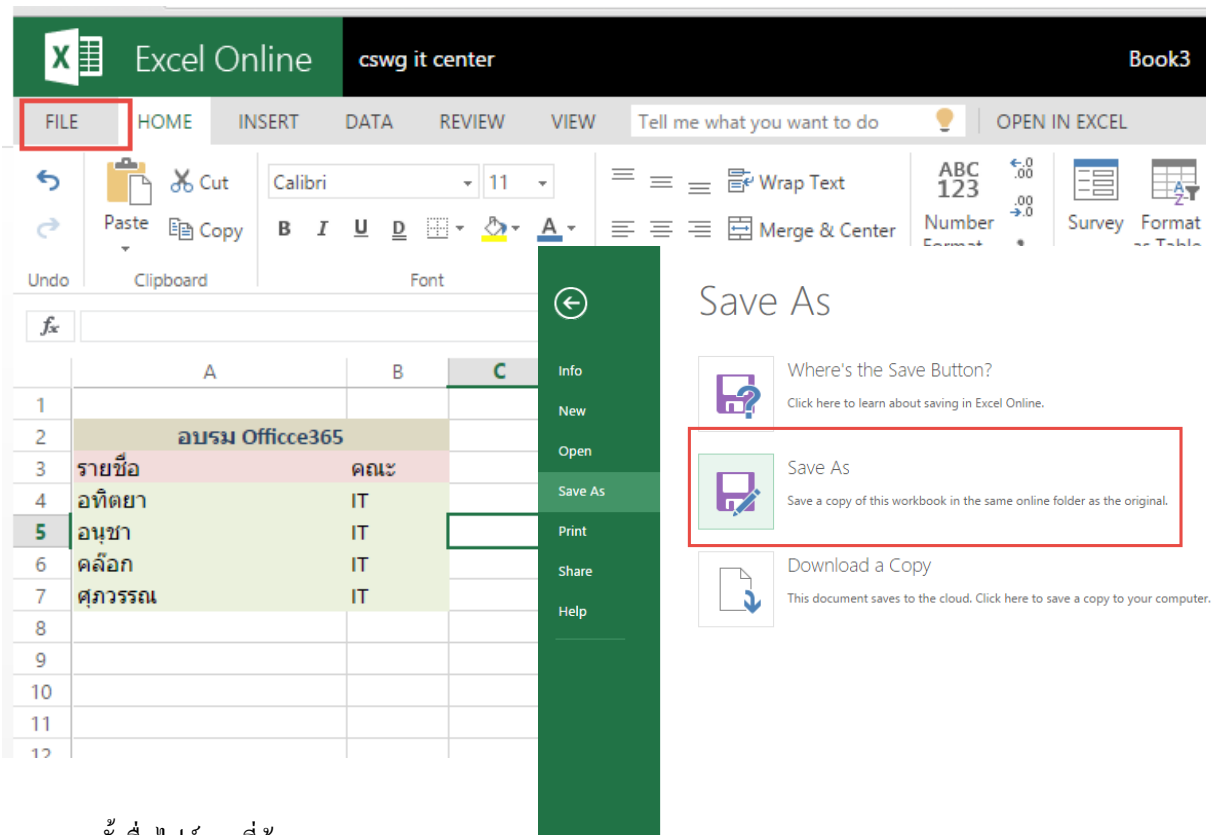 Excel Online cswg it center Book3
FILE HOME INSERT DATA REVIEW VIEW Tell me what you want to do OPEN IN EXCEL
Cut Calibri 11 Wrap Text ABC 123
Paste Copy B I U D A Merge & Center Number Format Survey Format as Table
Undo Clipboard Font
fx
A B C
1
2 อบรม Officce365
3 รายชื่อ คณะ
4 อทิตยา IT
5 อนุชา IT
6 คล๊อก IT
7 ศุภวรรณ IT
8
9
10
11
12
Save As
Info
New
Open
Save As
Print
Share
Help
Where's the Save Button?
Click here to learn about saving in Excel Online.
Save As
Save a copy of this workbook in the same online folder as the original.
Download a Copy
This document saves to the cloud. Click here to save a copy to your computer.